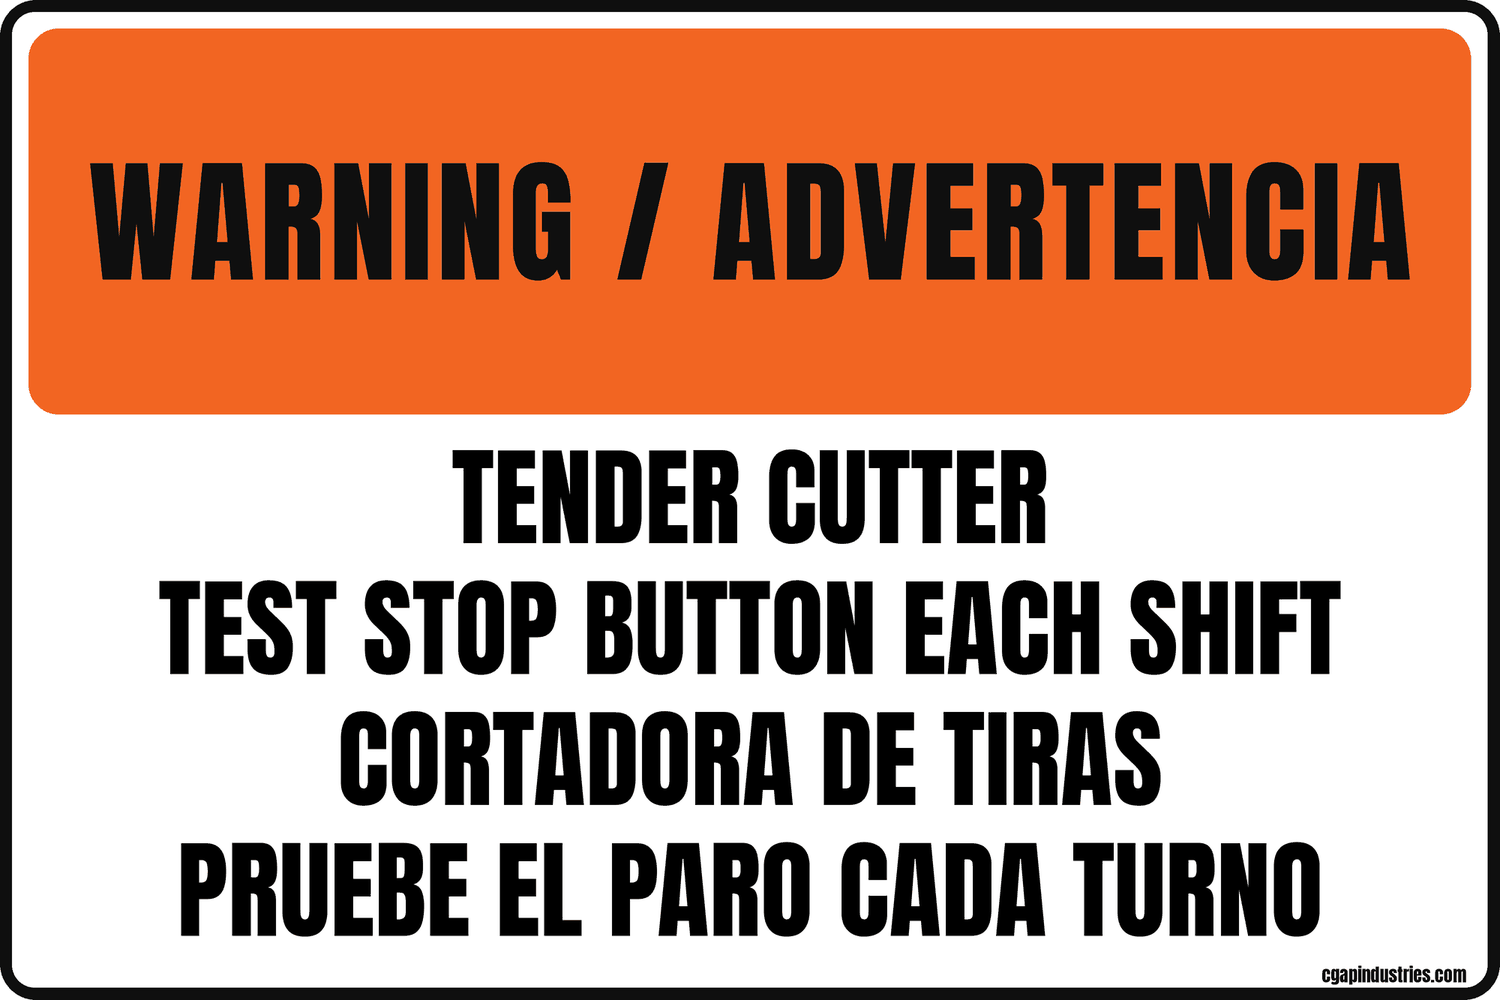 WARNING / ADVERTENCIA
TENDER CUTTER
TEST STOP BUTTON EACH SHIFT
CORTADORA DE TIRAS
PRUEBE EL PARO CADA TURNO
cgapindustries.com